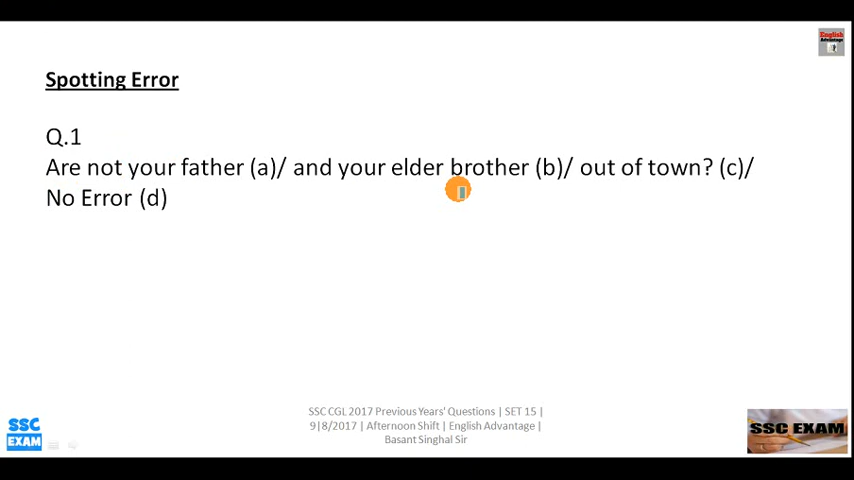 English
Advantage
Spotting Error
Q.1
Are not your father (a)/ and your elder brother (b)/ out of town? (c)/
No Error (d)
SSC CGL 2017 Previous Years' Questions | SET 15 |
9|8/2017 | Afternoon Shift | English Advantage |
Basant Singhal Sir
SSC
EXAM
SSC EXAM